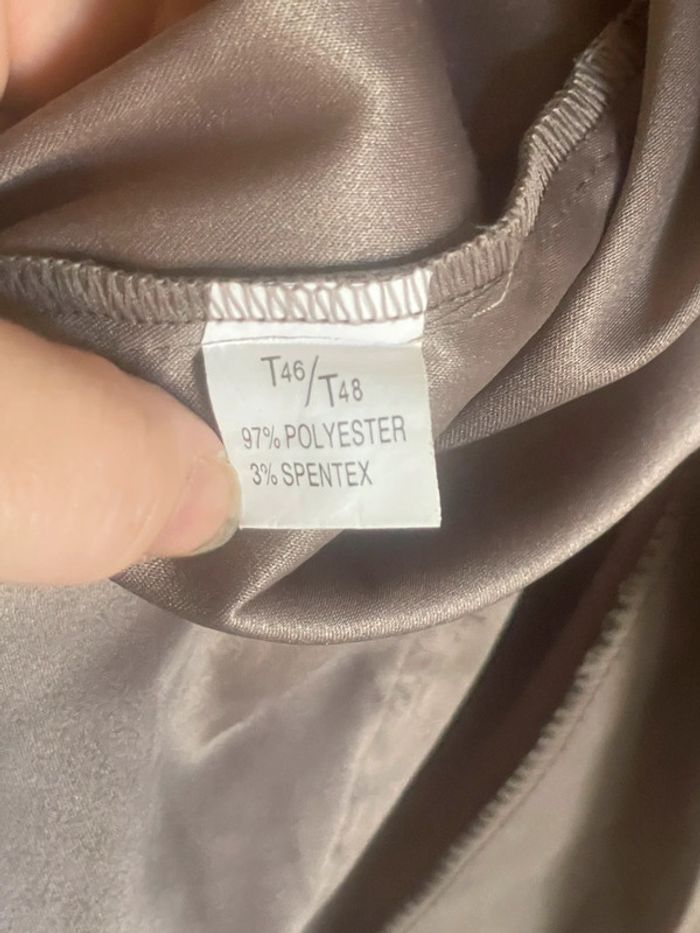 T46/T48
97% POLYESTER
3% SPENTEX